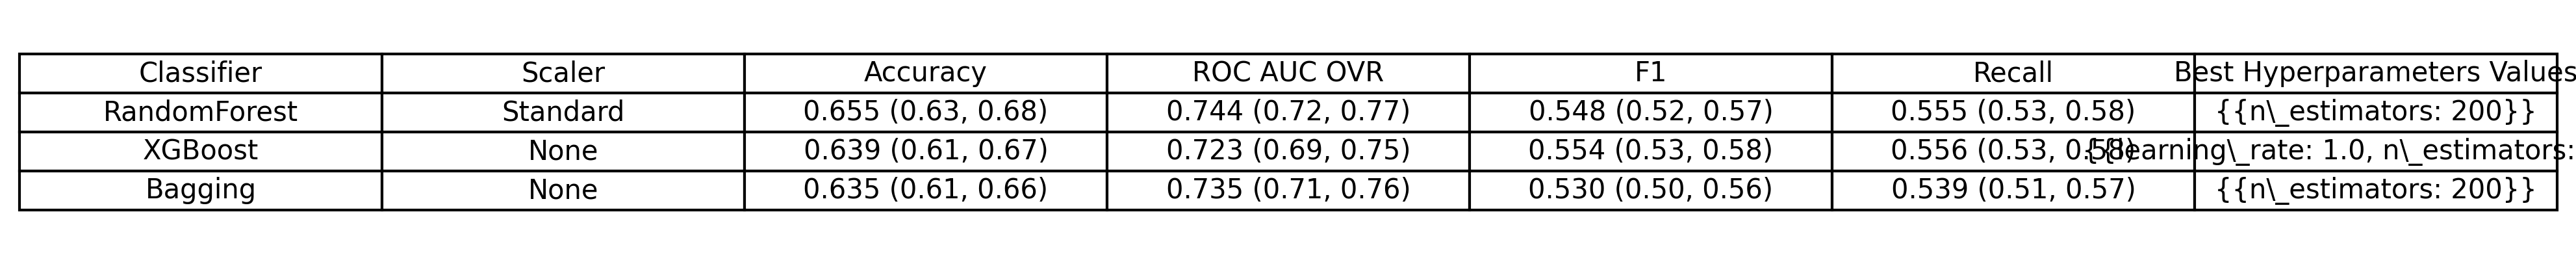 Classifier Scaler Accuracy ROC AUC OVR F1 Recall Best Hyperparameters Values
RandomForest Standard 0.655 (0.63, 0.68) 0.744 (0.72, 0.77) 0.548 (0.52, 0.57) 0.555 (0.53, 0.58) {{n\_estimators: 200}}
XGBoost None 0.639 (0.61, 0.67) 0.723 (0.69, 0.75) 0.554 (0.53, 0.58) 0.556 (0.53, 0.58) {{learning\_rate: 1.0, n\_estimators:
Bagging None 0.635 (0.61, 0.66) 0.735 (0.71, 0.76) 0.530 (0.50, 0.56) 0.539 (0.51, 0.57) {{n\_estimators: 200}}